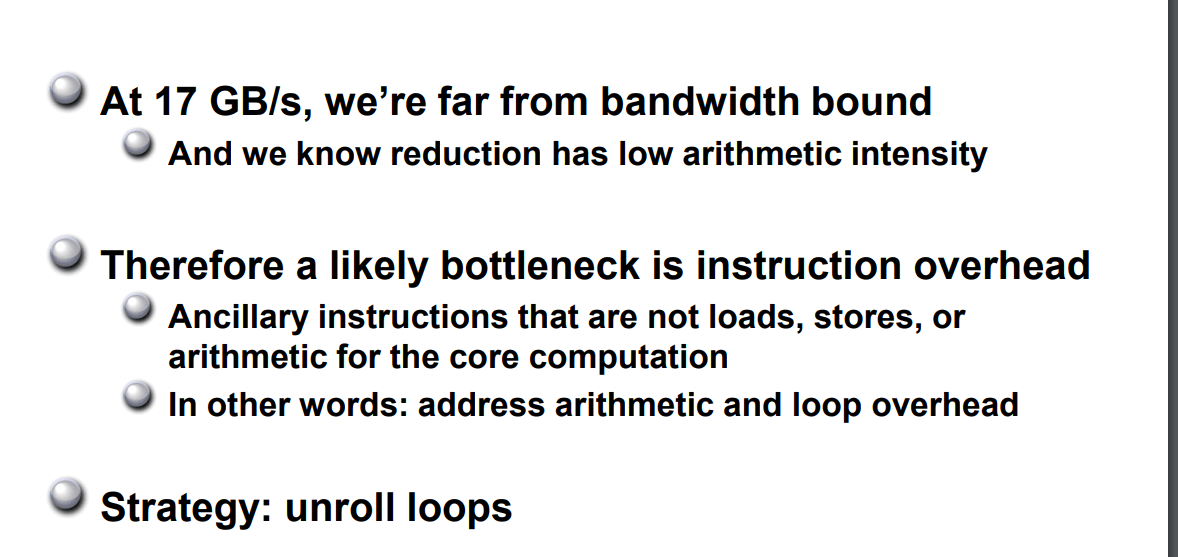 At 17 GB/s, we’re far from bandwidth bound
And we know reduction has low arithmetic intensity
Therefore a likely bottleneck is instruction overhead
Ancillary instructions that are not loads, stores, or
arithmetic for the core computation
In other words: address arithmetic and loop overhead
Strategy: unroll loops